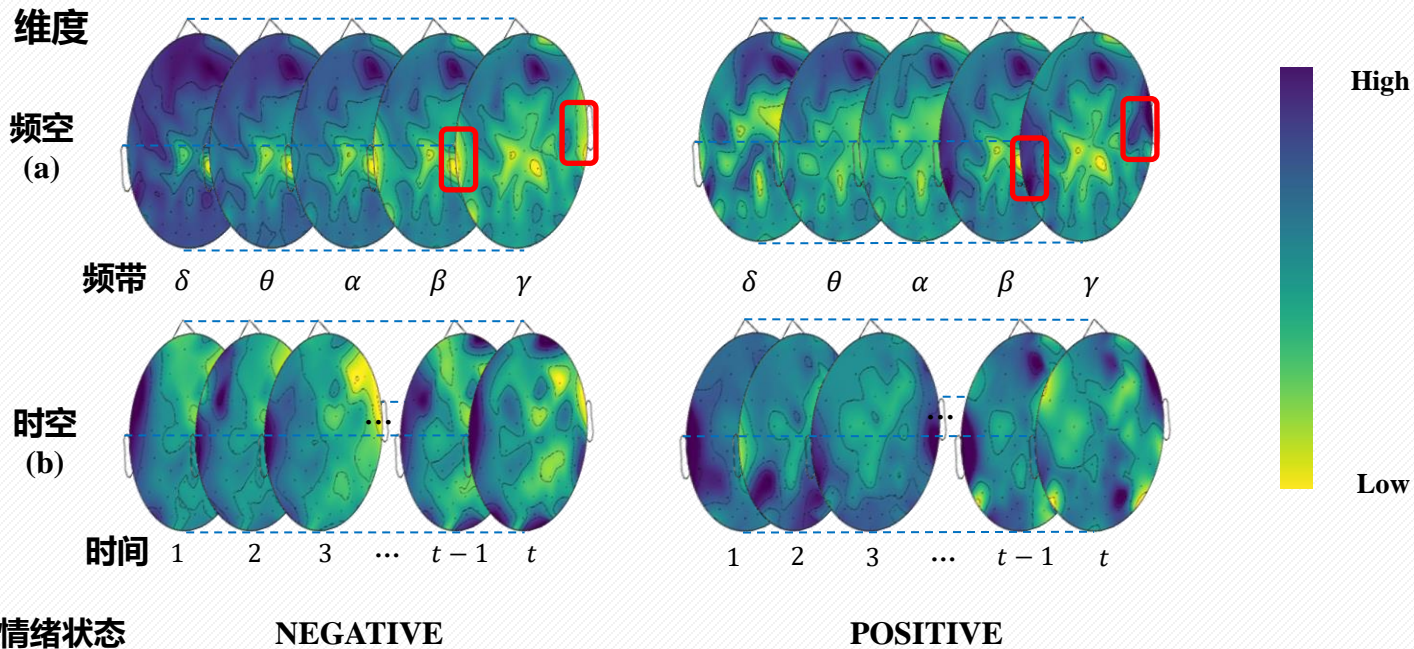 维度
High
频空
(a)
频带 δ θ α β γ δ θ α β γ
时空
(b)
... ...
Low
时间 1 2 3 ... t − 1 t 1 2 3 ... t − 1 t
情绪状态 NEGATIVE POSITIVE